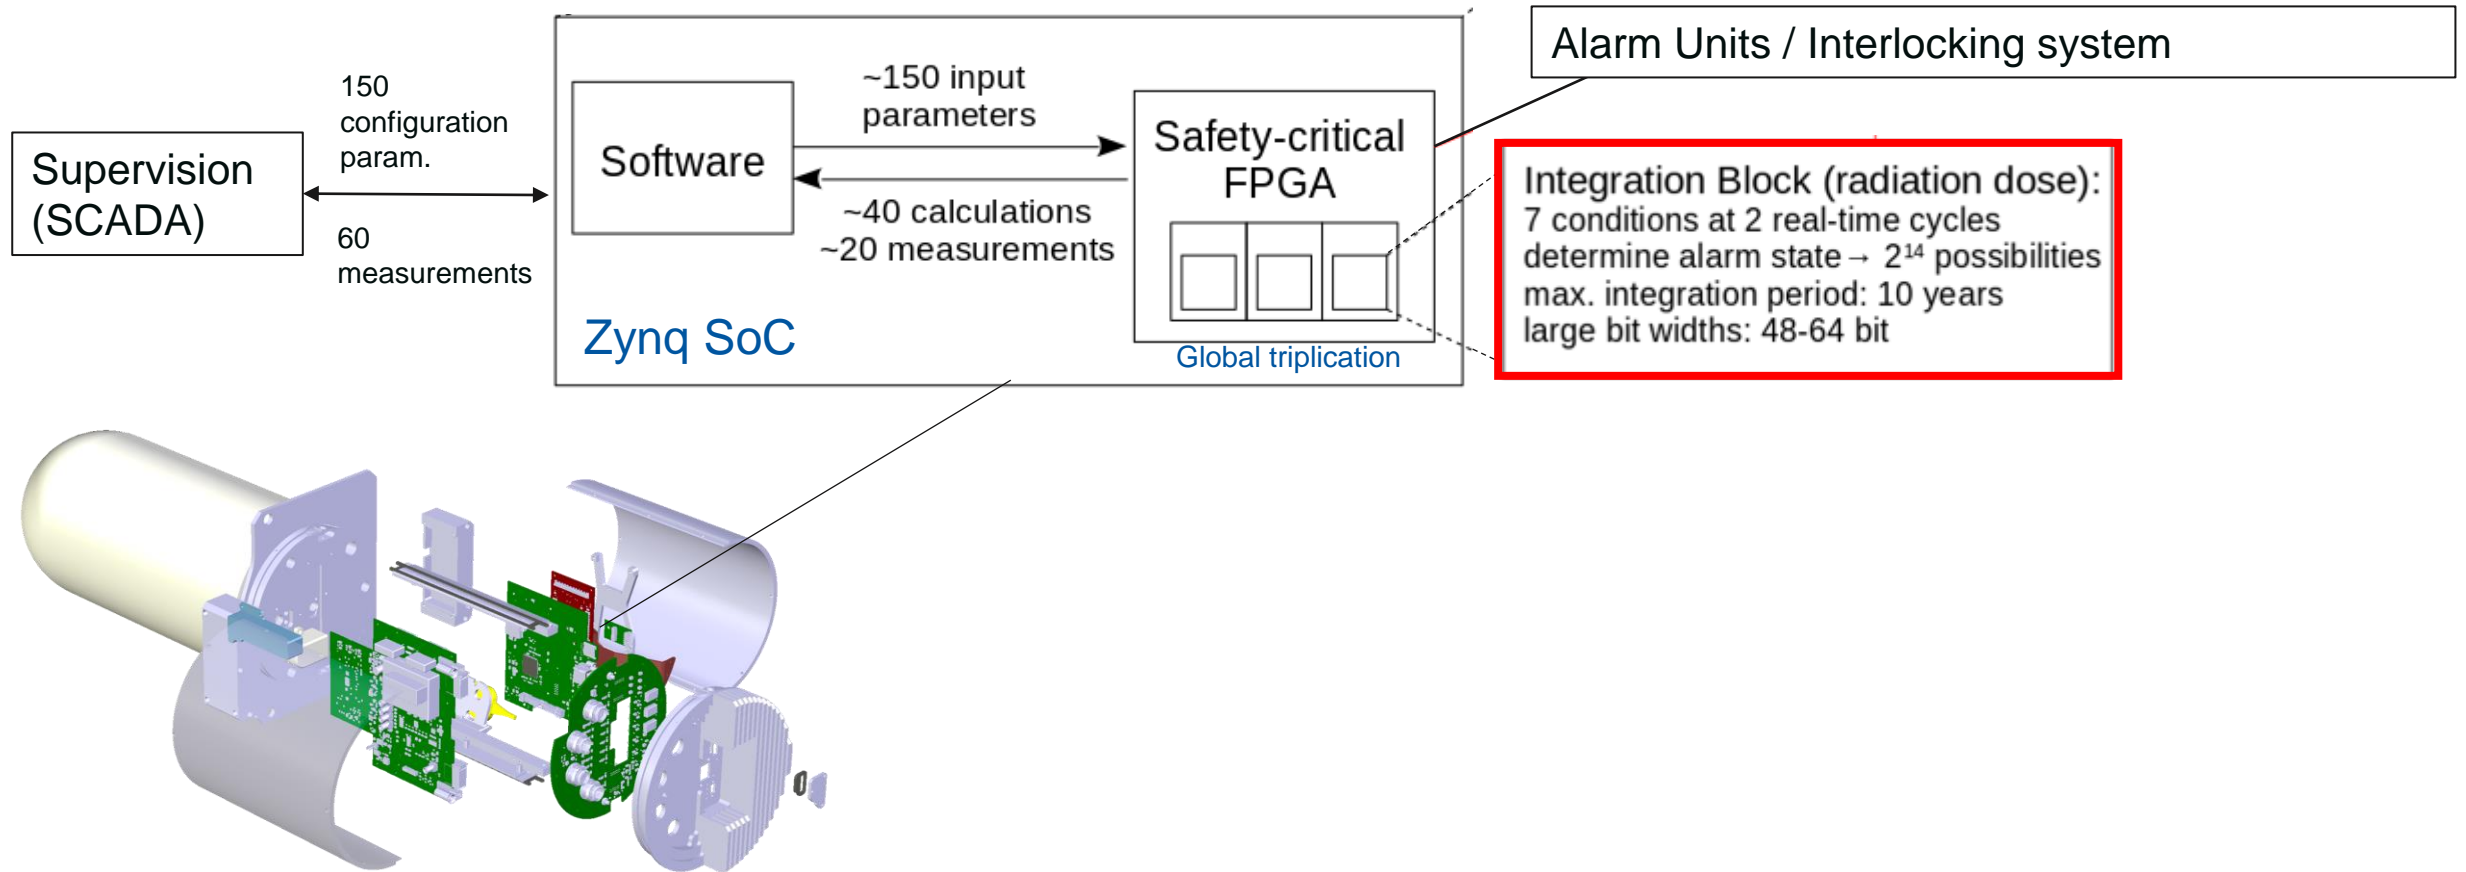 Supervision
(SCADA)
150
configuration
param.
60
measurements
Software
~150 input
parameters
~40 calculations
~20 measurements
Zynq SoC
Safety-critical
FPGA
Global triplication
Alarm Units / Interlocking system
Integration Block (radiation dose):
7 conditions at 2 real-time cycles
determine alarm state→ 2¹⁴ possibilities
max. integration period: 10 years
large bit widths: 48-64 bit